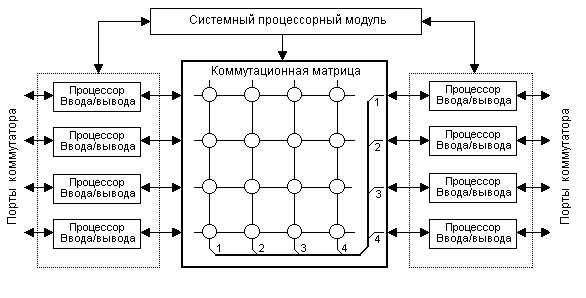 Системный процессорный модуль
Коммутационная матрица
Порты коммутатора
Процессор
Ввода/вывода
Процессор
Ввода/вывода
Процессор
Ввода/вывода
Процессор
Ввода/вывода
1
2
3
4
1
2
3
4
Процессор
Ввода/вывода
Процессор
Ввода/вывода
Процессор
Ввода/вывода
Процессор
Ввода/вывода
Порты коммутатора